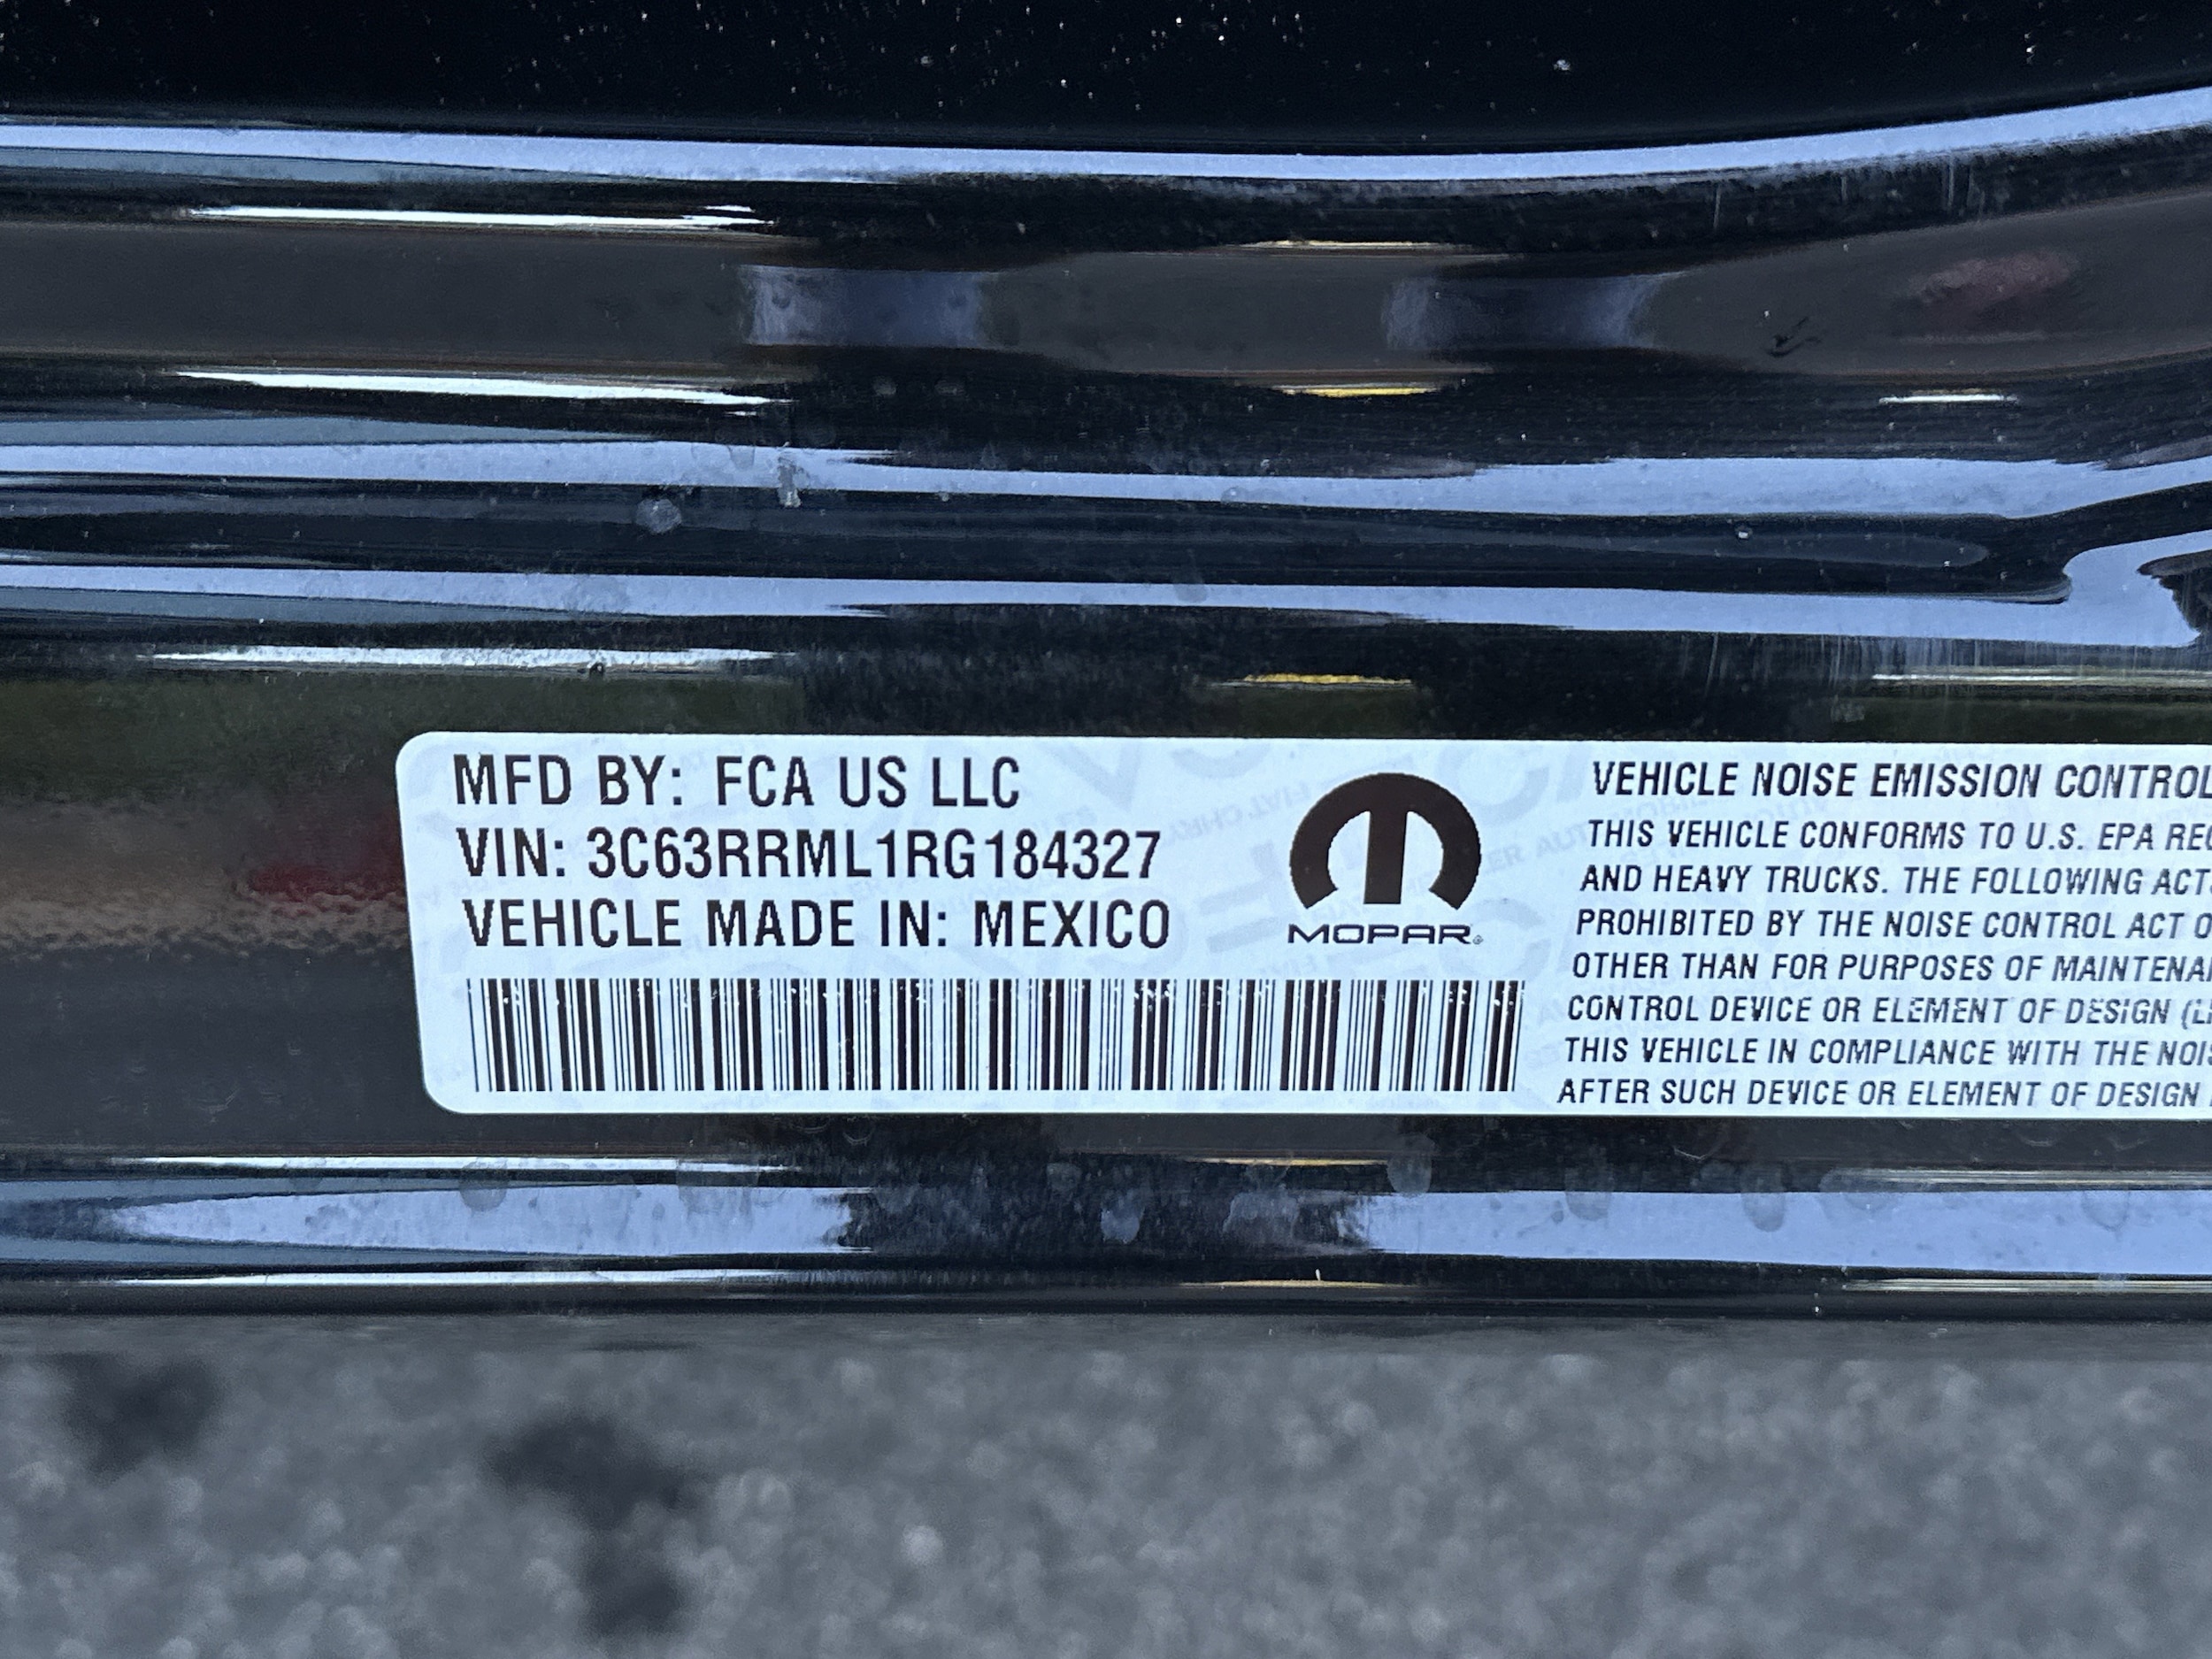 MFD BY: FCA US LLC
VIN: 3C63RRML1RG184327
VEHICLE MADE IN: MEXICO
MOPAR®
VEHICLE NOISE EMISSION CONTROL
THIS VEHICLE CONFORMS TO U.S. EPA
AND HEAVY TRUCKS. THE FOLLOWING
PROHIBITED BY THE NOISE CONTROL ACT
OTHER THAN FOR PURPOSES OF
CONTROL DEVICE OR ELEMENT OF DESIGN
THIS VEHICLE IN COMPLIANCE WITH THE
AFTER SUCH DEVICE OR ELEMENT OF DESIGN